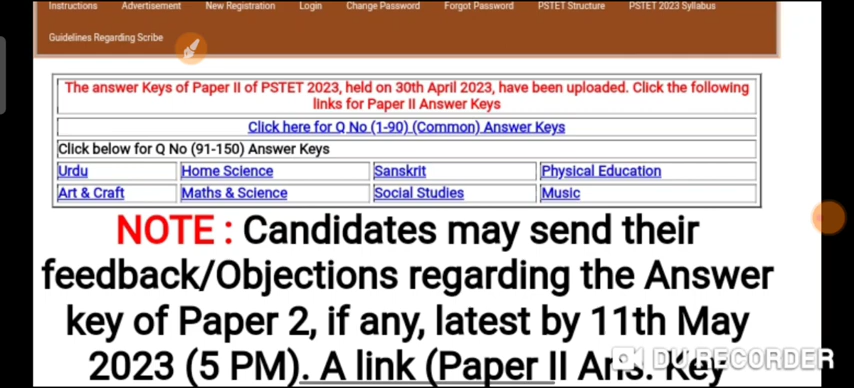 Instructions Advertisement New Registration Login Change Password Forgot Password PSTET Structure PSTET 2023 Syllabus
Guidelines Regarding Scribe
The answer Keys of Paper II of PSTET 2023, held on 30th April 2023, have been uploaded. Click the following
links for Paper II Answer Keys
Click here for Q No (1-90) (Common) Answer Keys
Click below for Q No (91-150) Answer Keys
Urdu Home Science Sanskrit Physical Education
Art & Craft Maths & Science Social Studies Music
NOTE : Candidates may send their
feedback/Objections regarding the Answer
key of Paper 2, if any, latest by 11th May
2023 (5 PM). A link (Paper II Ans. Key
DU RECORDER